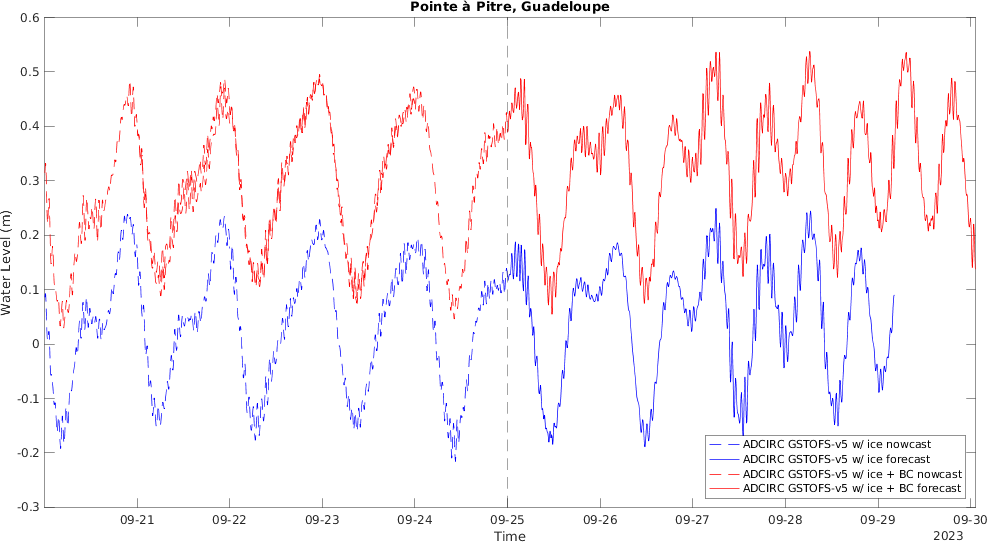 Pointe à Pitre, Guadeloupe
Water Level (m)
0.6
0.5
0.4
0.3
0.2
0.1
0
-0.1
-0.2
-0.3
09-21 09-22 09-23 09-24 09-25 09-26 09-27 09-28 09-29 09-30
Time
2023
ADCIRC GSTOFS-v5 w/ ice nowcast
ADCIRC GSTOFS-v5 w/ ice forecast
ADCIRC GSTOFS-v5 w/ ice + BC nowcast
ADCIRC GSTOFS-v5 w/ ice + BC forecast